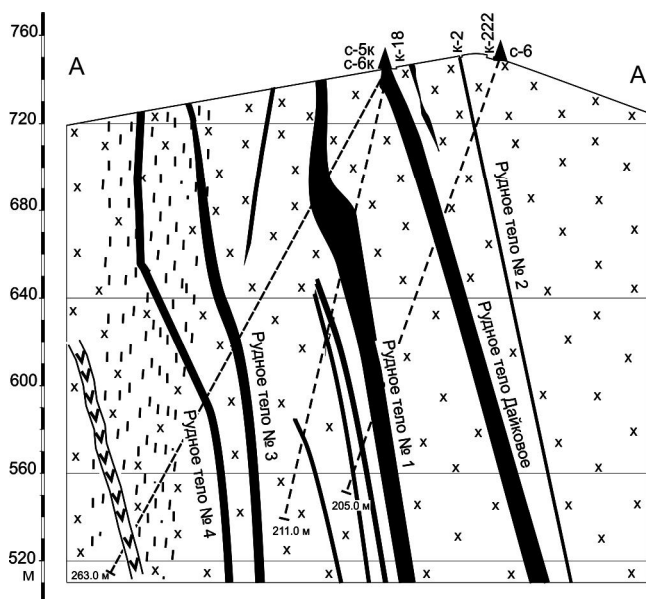 760
720
680
640
600
560
520
м
А
А
с-5к
с-6к
к-18
к-2
к-222
с-6
Рудное тело № 4
Рудное тело № 3
Рудное тело № 1
Рудное тело Дайковое
Рудное тело № 2
263.0 м
211.0 м
205.0 м